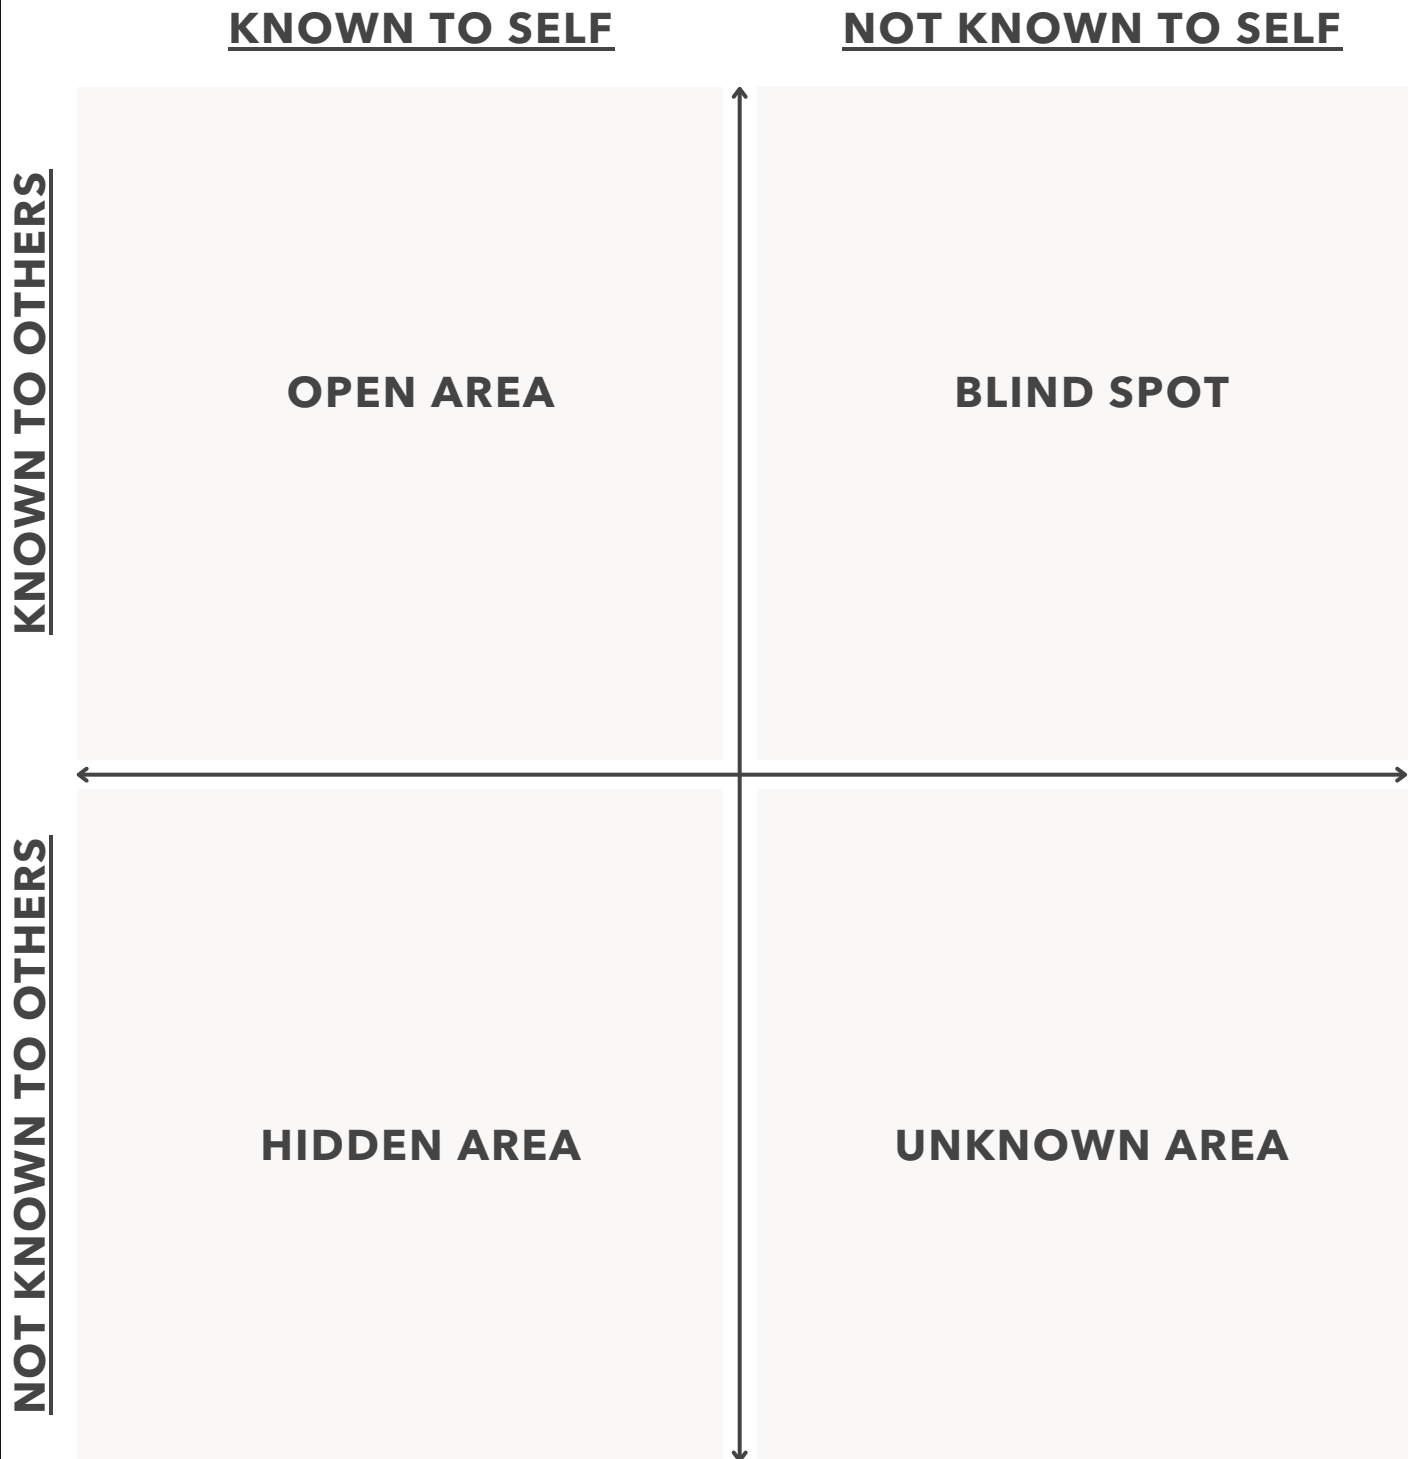 KNOWN TO SELF
NOT KNOWN TO SELF
KNOWN TO OTHERS
OPEN AREA
BLIND SPOT
NOT KNOWN TO OTHERS
HIDDEN AREA
UNKNOWN AREA